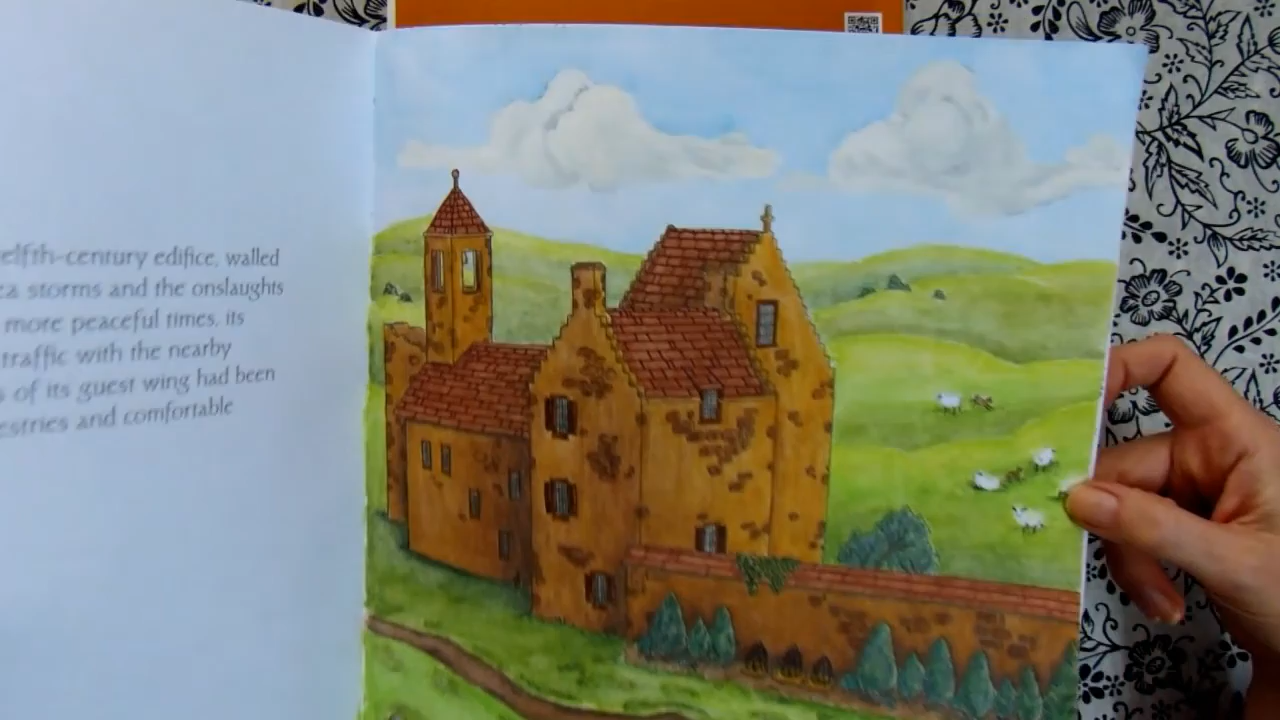 elfth-century edifice, walled
ea storms and the onslaughts
more peaceful times, its
traffic with the nearby
s of its guest wing had been
estries and comfortable